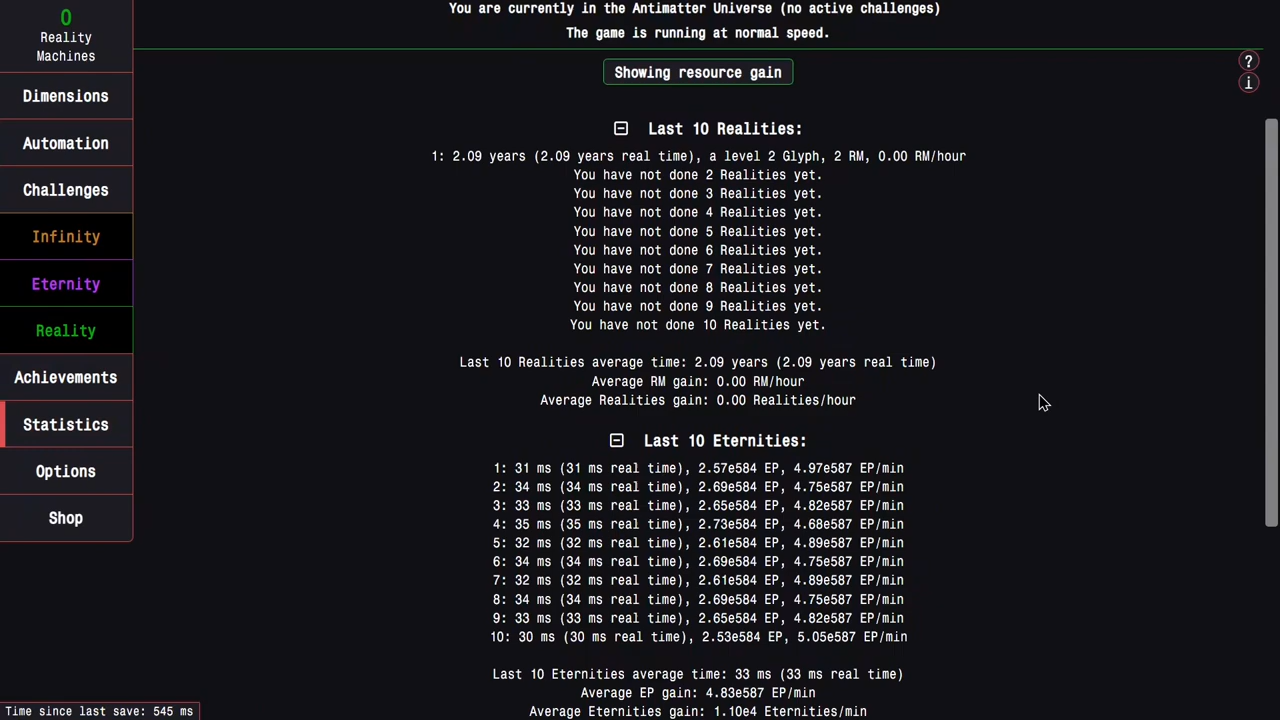 You are currently in the Antimatter Universe (no active challenges)
The game is running at normal speed.
0
Reality
Machines
Dimensions
Automation
Challenges
Infinity
Eternity
Reality
Achievements
Statistics
Options
Shop
Showing resource gain
?
i
Last 10 Realities:
1: 2.09 years (2.09 years real time), a level 2 Glyph, 2 RM, 0.00 RM/hour
You have not done 2 Realities yet.
You have not done 3 Realities yet.
You have not done 4 Realities yet.
You have not done 5 Realities yet.
You have not done 6 Realities yet.
You have not done 7 Realities yet.
You have not done 8 Realities yet.
You have not done 9 Realities yet.
You have not done 10 Realities yet.
Last 10 Realities average time: 2.09 years (2.09 years real time)
Average RM gain: 0.00 RM/hour
Average Realities gain: 0.00 Realities/hour
Last 10 Eternities:
1: 31 ms (31 ms real time), 2.57e584 EP, 4.97e587 EP/min
2: 34 ms (34 ms real time), 2.69e584 EP, 4.75e587 EP/min
3: 33 ms (33 ms real time), 2.65e584 EP, 4.82e587 EP/min
4: 35 ms (35 ms real time), 2.73e584 EP, 4.68e587 EP/min
5: 32 ms (32 ms real time), 2.61e584 EP, 4.89e587 EP/min
6: 34 ms (34 ms real time), 2.69e584 EP, 4.75e587 EP/min
7: 32 ms (32 ms real time), 2.61e584 EP, 4.89e587 EP/min
8: 34 ms (34 ms real time), 2.69e584 EP, 4.75e587 EP/min
9: 33 ms (33 ms real time), 2.65e584 EP, 4.82e587 EP/min
10: 30 ms (30 ms real time), 2.53e584 EP, 5.05e587 EP/min
Last 10 Eternities average time: 33 ms (33 ms real time)
Average EP gain: 4.83e587 EP/min
Average Eternities gain: 1.10e4 Eternities/min
Time since last save: 545 ms